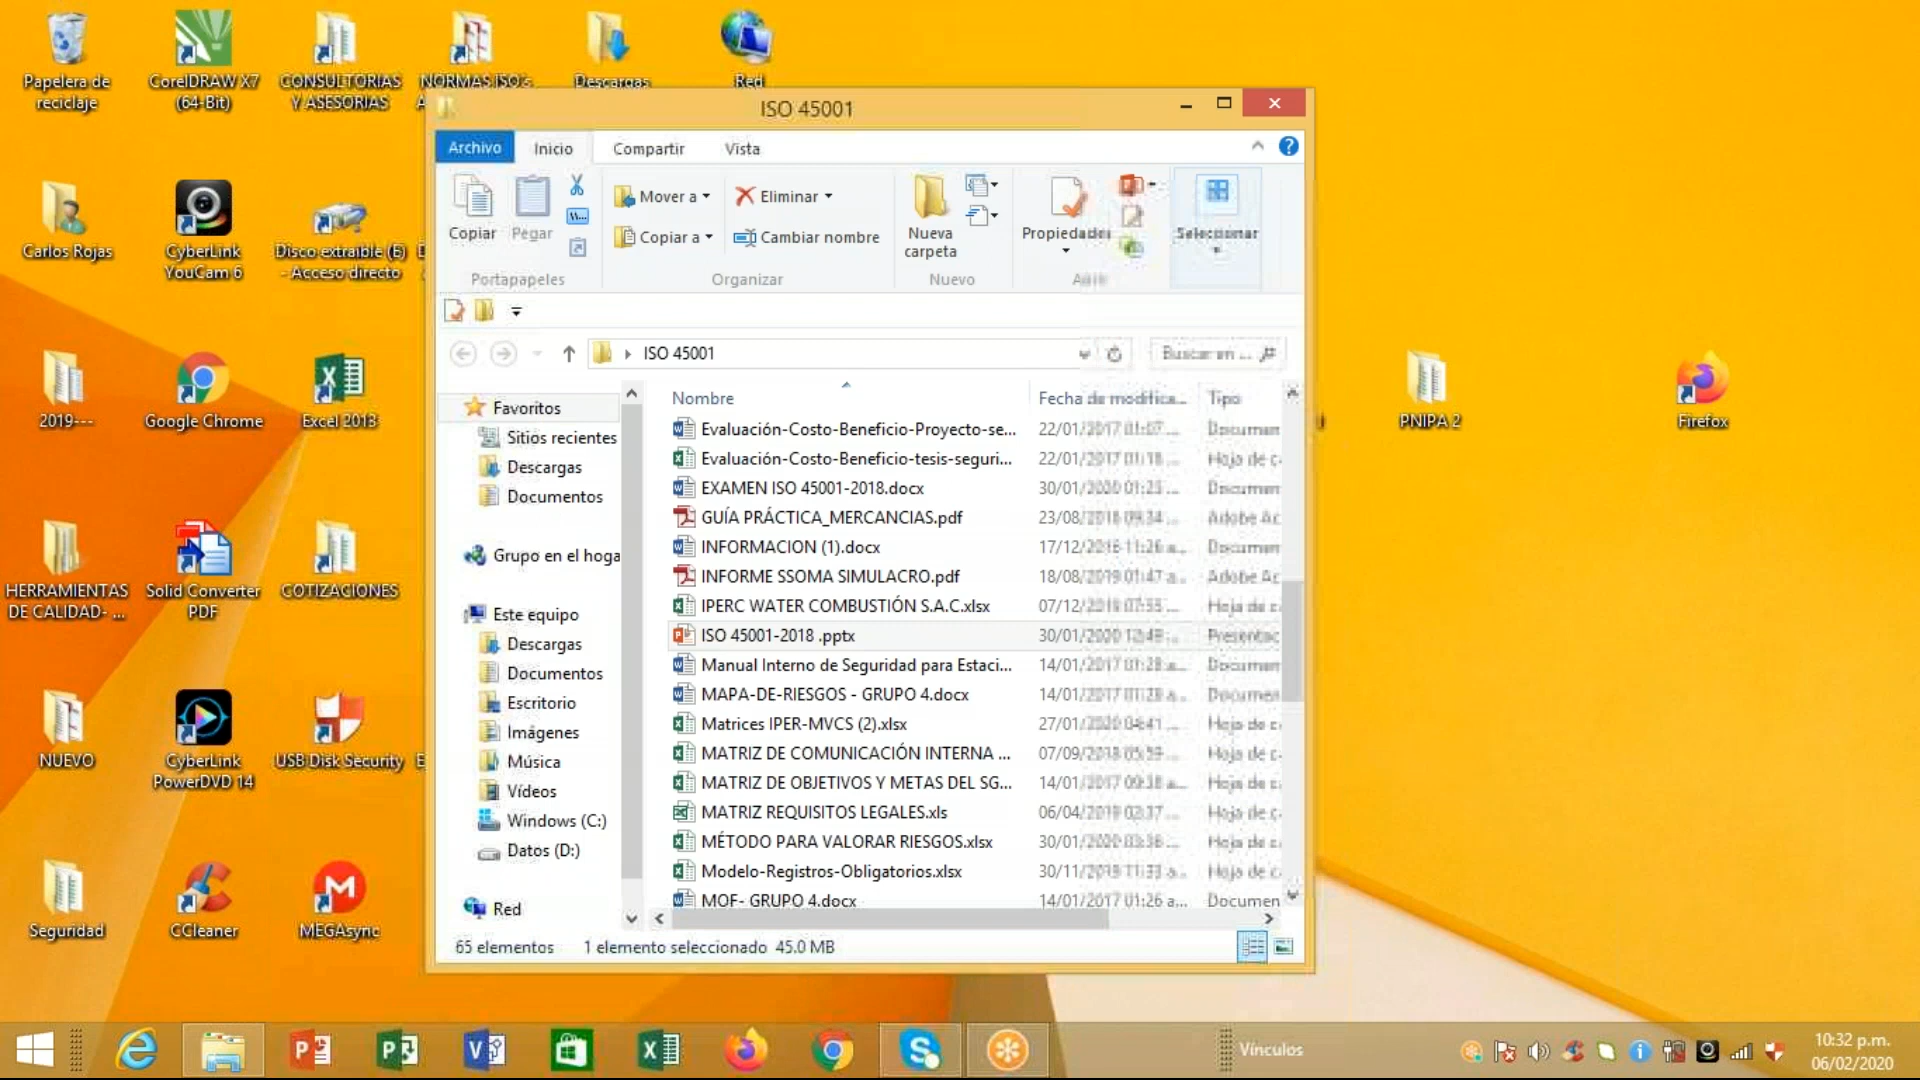 Papelera de
reciclaje
CorelDRAW X7
(64-Bit)
CONSULTORIAS
Y ASESORIAS
NORMAS ISO's
Descargas
Red
Carlos Rojas
CyberLink
YouCam 6
Disco extraible (E)
- Acceso directo
2019---
Google Chrome
Excel 2013
HERRAMIENTAS
DE CALIDAD- ...
Solid Converter
PDF
COTIZACIONES
NUEVO
CyberLink
PowerDVD 14
USB Disk Security
Seguridad
CCleaner
MEGAsync
PNIPA 2
Firefox
ISO 45001
Archivo
Inicio
Compartir
Vista
Copiar
Pegar
Mover a
Copiar a
Eliminar
Cambiar nombre
Nueva
carpeta
Propiedades
Seleccionar
Portapapeles
Organizar
Nuevo
Abrir
ISO 45001
Buscar en ...
Favoritos
Sitios recientes
Descargas
Documentos
Grupo en el hoga
Este equipo
Descargas
Documentos
Escritorio
Imágenes
Música
Vídeos
Windows (C:)
Datos (D:)
Red
Nombre Fecha de modifica... Tipo
Evaluación-Costo-Beneficio-Proyecto-se... 22/01/2017 01:07 ... Documen
Evaluación-Costo-Beneficio-tesis-seguri... 22/01/2017 01:18 ... Hoja de c
EXAMEN ISO 45001-2018.docx 30/01/2020 01:23 ... Documen
GUÍA PRÁCTICA_MERCANCIAS.pdf 23/08/2018 09:34 ... Adobe Ac
INFORMACION (1).docx 17/12/2016 11:26 a... Documen
INFORME SSOMA SIMULACRO.pdf 18/08/2019 01:47 a... Adobe Ac
IPERC WATER COMBUSTIÓN S.A.C.xlsx 07/12/2019 07:55 ... Hoja de c
ISO 45001-2018 .pptx 30/01/2020 12:49 ... Presentac
Manual Interno de Seguridad para Estaci... 14/01/2017 01:28 a... Documen
MAPA-DE-RIESGOS - GRUPO 4.docx 14/01/2017 01:28 a... Documen
Matrices IPER-MVCS (2).xlsx 27/01/2020 04:41 ... Hoja de c
MATRIZ DE COMUNICACIÓN INTERNA ... 07/09/2018 05:59 ... Hoja de c
MATRIZ DE OBJETIVOS Y METAS DEL SG... 14/01/2017 09:38 a... Hoja de c
MATRIZ REQUISITOS LEGALES.xls 06/04/2019 02:37 ... Hoja de c
MÉTODO PARA VALORAR RIESGOS.xlsx 30/01/2020 03:36 ... Hoja de c
Modelo-Registros-Obligatorios.xlsx 30/11/2019 11:33 a... Hoja de c
MOF- GRUPO 4.docx 14/01/2017 01:26 a... Documen
65 elementos 1 elemento seleccionado 45.0 MB
Vínculos
10:32 p.m.
06/02/2020